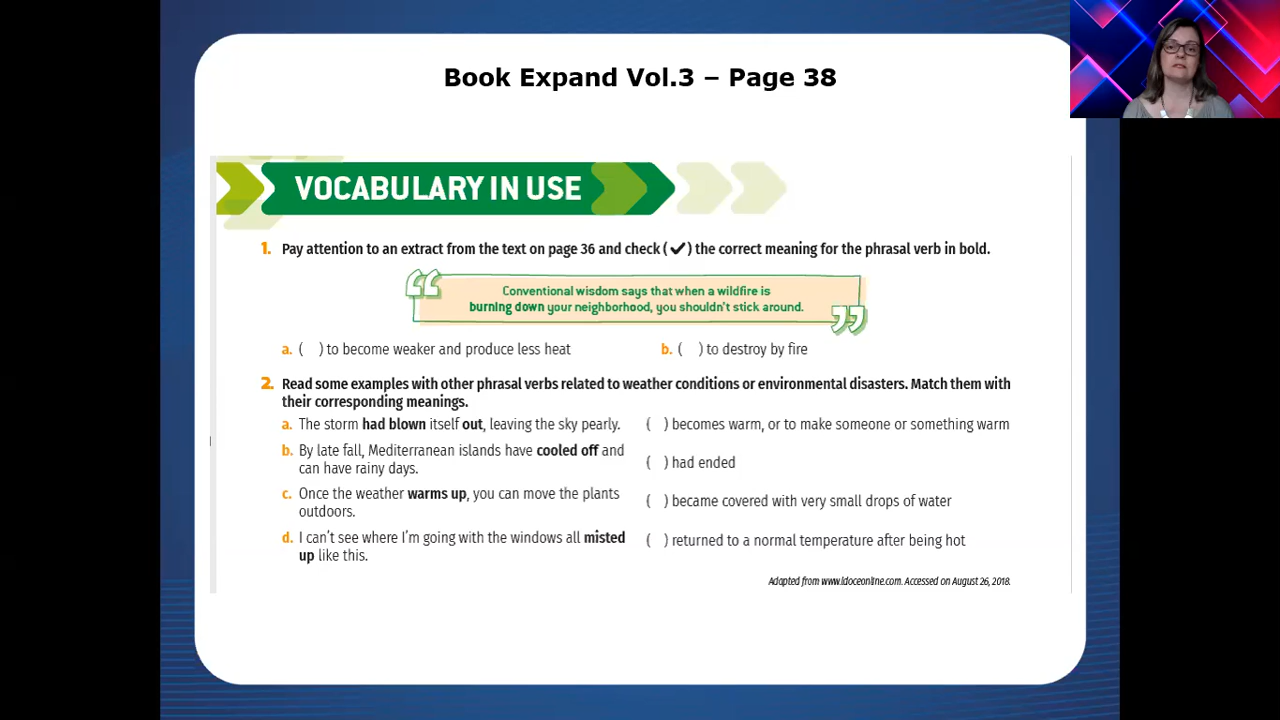 Book Expand Vol.3 – Page 38
VOCABULARY IN USE
1. Pay attention to an extract from the text on page 36 and check (✔) the correct meaning for the phrasal verb in bold.
“ Conventional wisdom says that when a wildfire is
burning down your neighborhood, you shouldn't stick around. ”
a. ( ) to become weaker and produce less heat
b. ( ) to destroy by fire
2. Read some examples with other phrasal verbs related to weather conditions or environmental disasters. Match them with
their corresponding meanings.
a. The storm had blown itself out, leaving the sky pearly.
b. By late fall, Mediterranean islands have cooled off and
can have rainy days.
c. Once the weather warms up, you can move the plants
outdoors.
d. I can't see where I'm going with the windows all misted
up like this.
( ) becomes warm, or to make someone or something warm
( ) had ended
( ) became covered with very small drops of water
( ) returned to a normal temperature after being hot
Adapted from www.ldoceonline.com. Accessed on August 26, 2018.